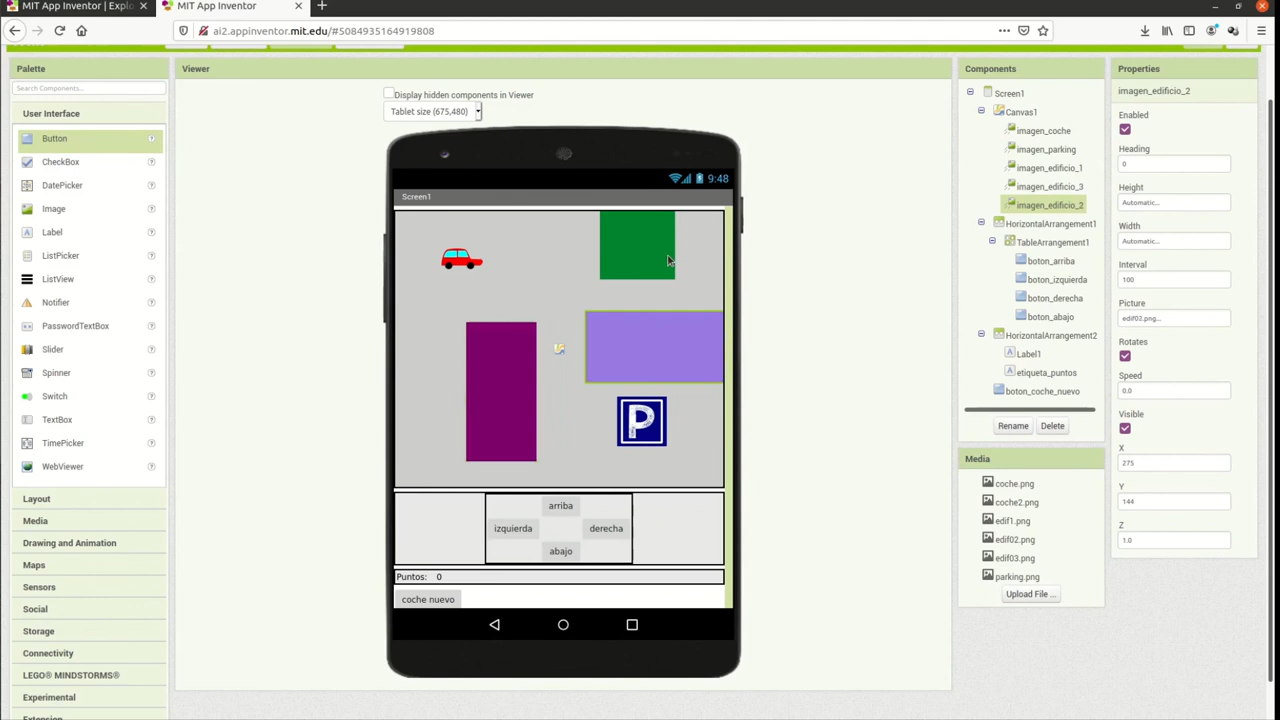 MIT App Inventor | Explo
MIT App Inventor
ai2.appinventor.mit.edu/#5084935164919808
Palette
Search Components...
User Interface
Button
CheckBox
DatePicker
Image
Label
ListPicker
ListView
Notifier
PasswordTextBox
Slider
Spinner
Switch
TextBox
TimePicker
WebViewer
Layout
Media
Drawing and Animation
Maps
Sensors
Social
Storage
Connectivity
LEGO® MINDSTORMS®
Experimental
Extension
Viewer
Display hidden components in Viewer
Tablet size (675,480)
9:48
Screen1
P
arriba
izquierda
derecha
abajo
Puntos: 0
coche nuevo
Components
Screen1
Canvas1
imagen_coche
imagen_parking
imagen_edificio_1
imagen_edificio_3
imagen_edificio_2
HorizontalArrangement1
TableArrangement1
boton_arriba
boton_izquierda
boton_derecha
boton_abajo
HorizontalArrangement2
Label1
etiqueta_puntos
boton_coche_nuevo
Rename
Delete
Media
coche.png
coche2.png
edif1.png
edif02.png
edif03.png
parking.png
Upload File ...
Properties
imagen_edificio_2
Enabled
Heading
0
Height
Automatic...
Width
Automatic...
Interval
100
Picture
edif02.png...
Rotates
Speed
0.0
Visible
X
275
Y
144
Z
1.0